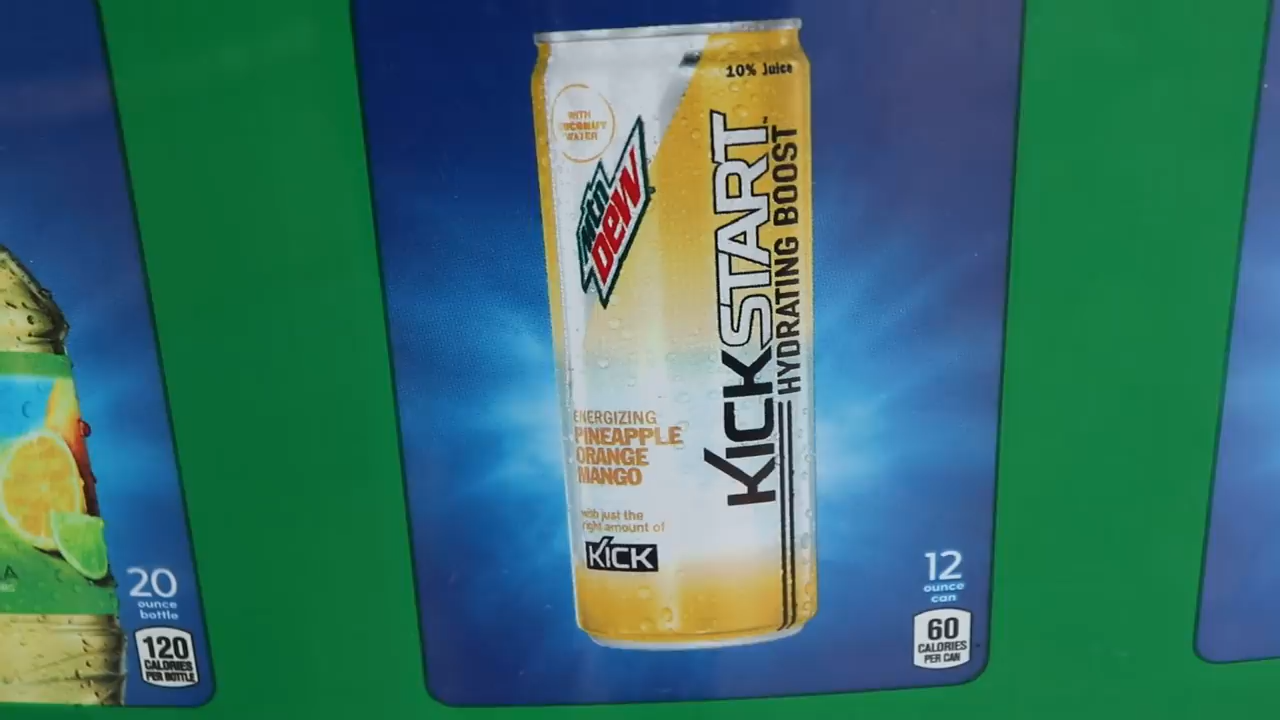 10% Juice
WITH
COCONUT
WATER
mtn
DEW
KICKSTART™
HYDRATING BOOST
ENERGIZING
PINEAPPLE
ORANGE
MANGO
with just the
right amount of
KICK
12
ounce
can
60
CALORIES
PER CAN
20
ounce
bottle
120
CALORIES
PER BOTTLE